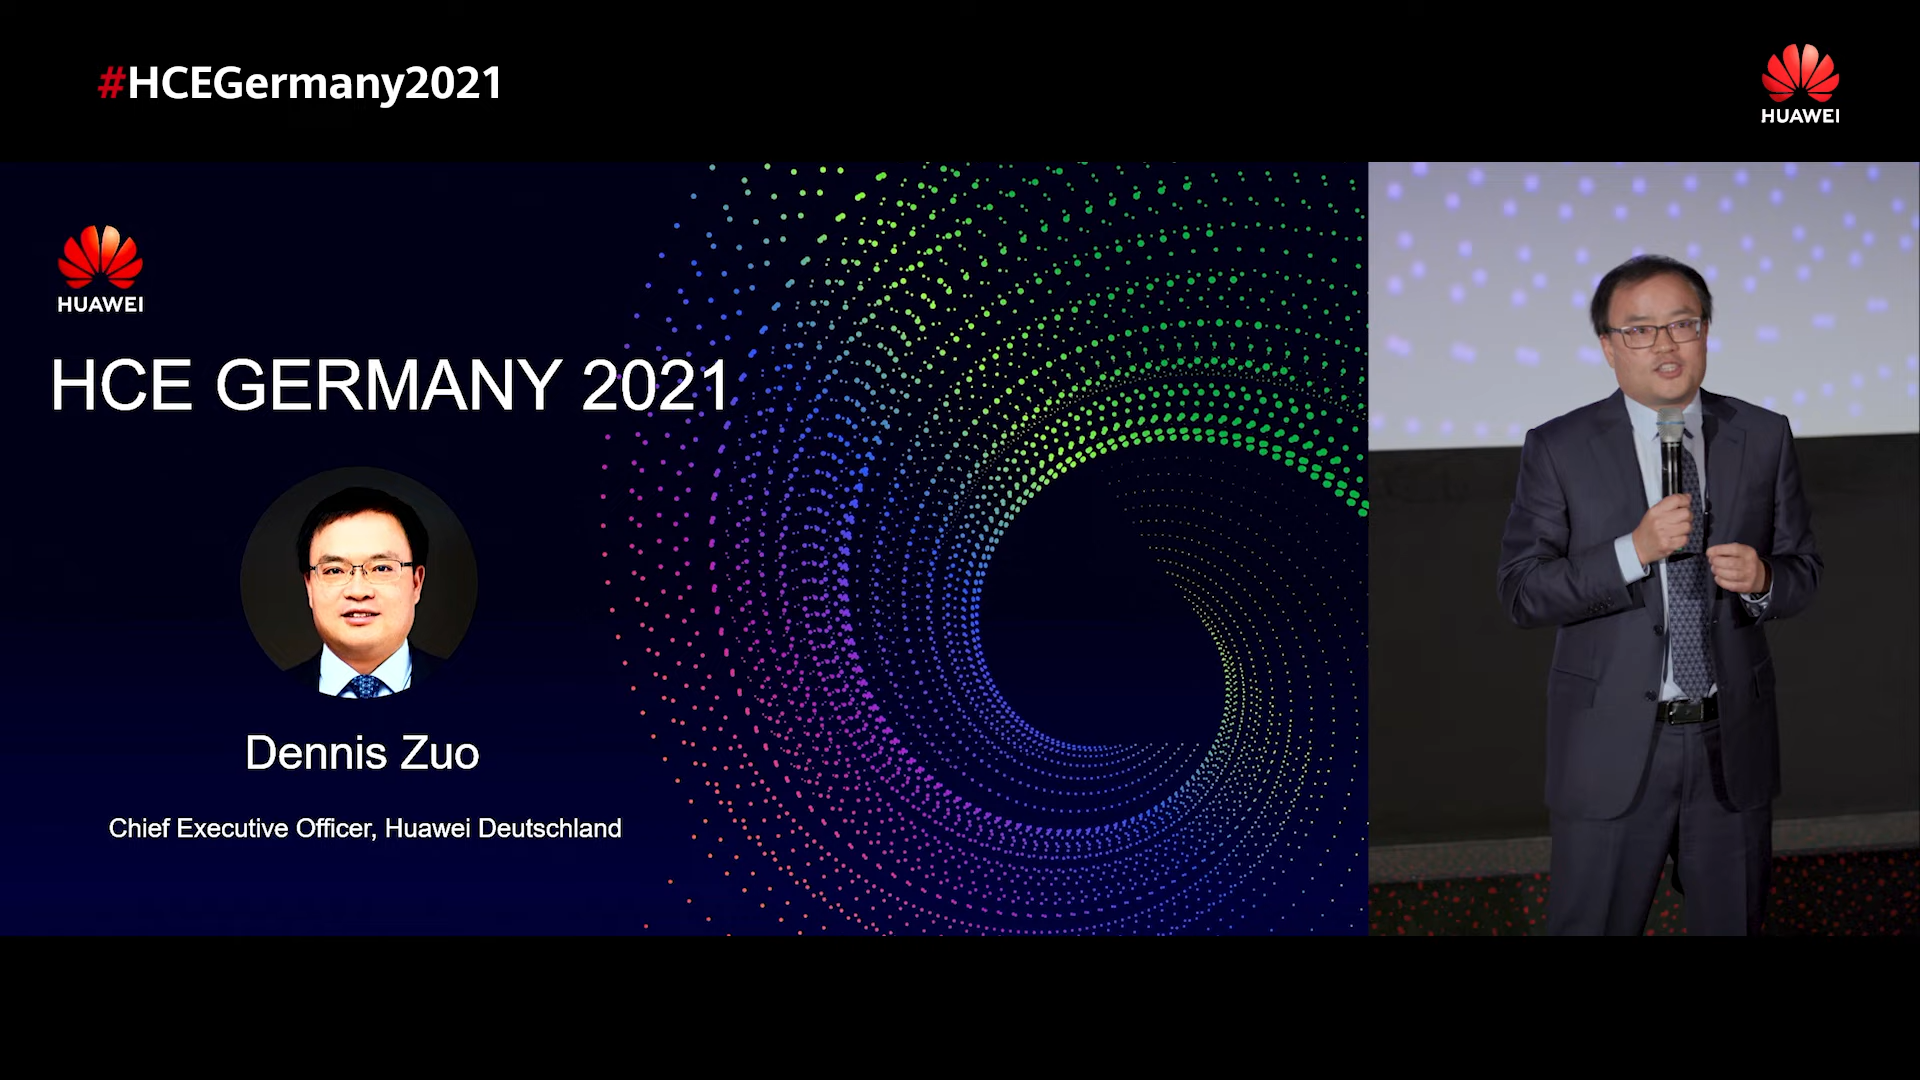 #HCEGermany2021
HUAWEI
HUAWEI
HCE GERMANY 2021
Dennis Zuo
Chief Executive Officer, Huawei Deutschland